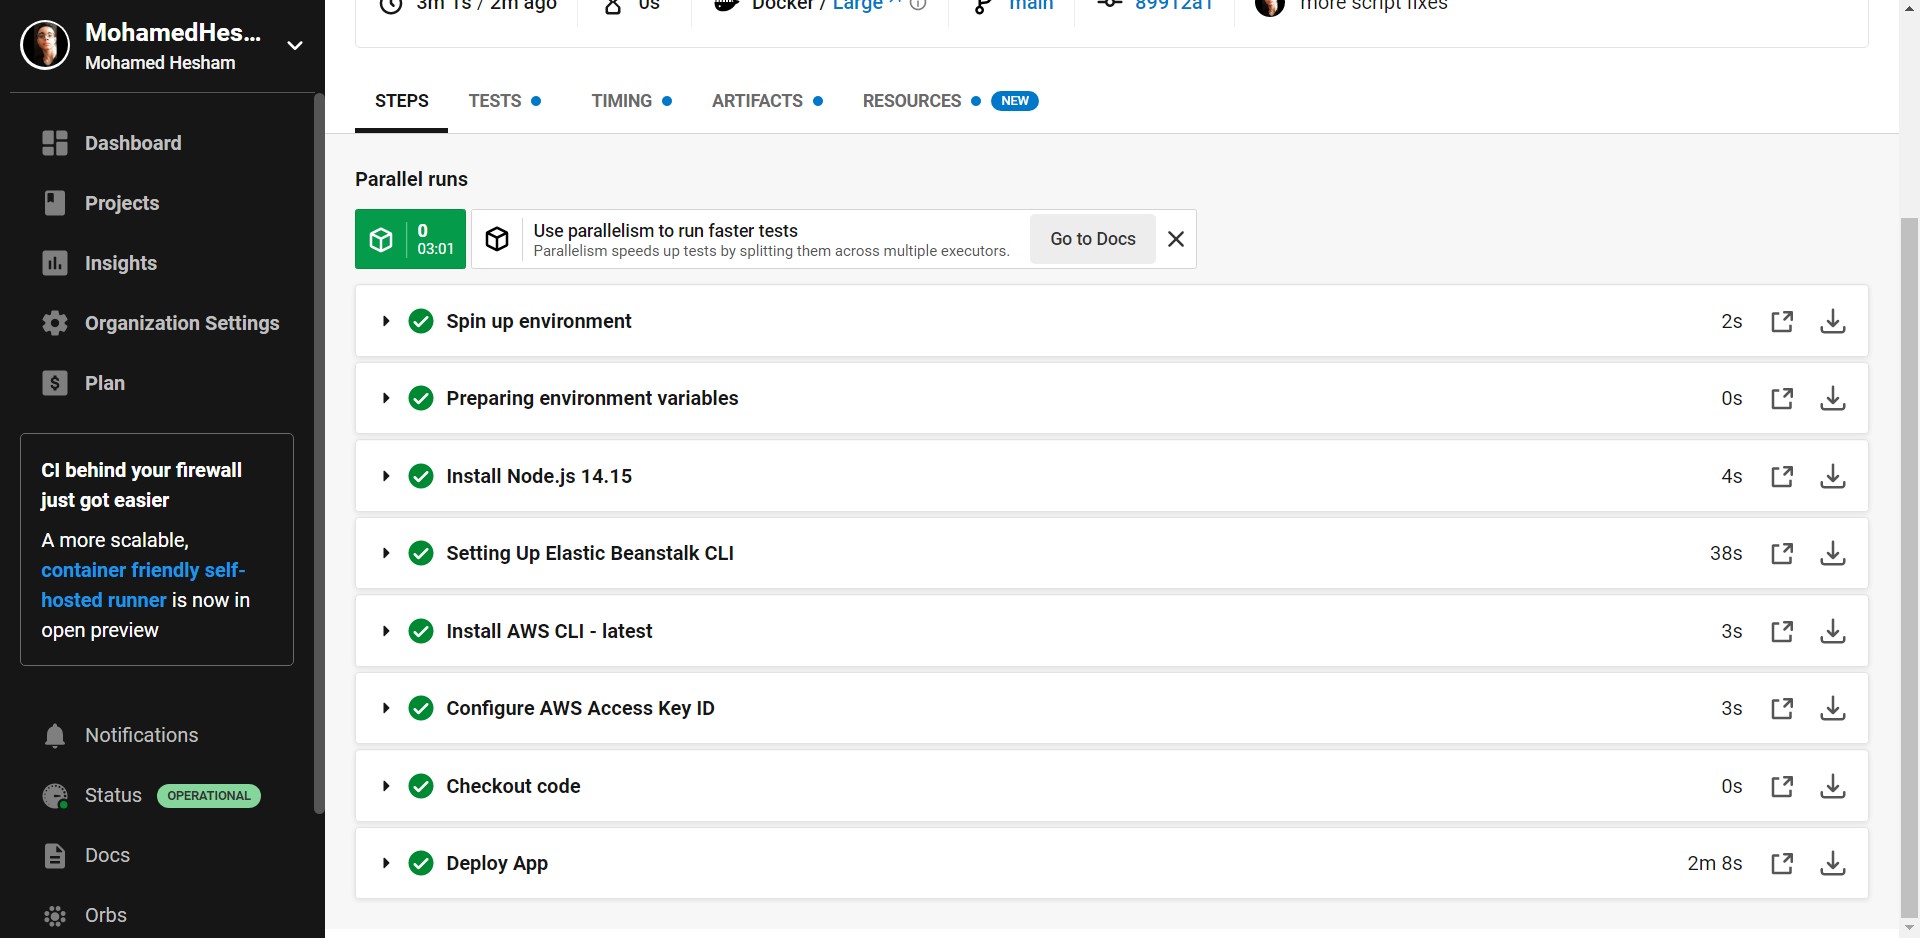 MohamedHes...
Mohamed Hesham
Dashboard
Projects
Insights
Organization Settings
Plan
CI behind your firewall
just got easier
A more scalable,
container friendly self-
hosted runner is now in
open preview
Notifications
Status OPERATIONAL
Docs
Orbs
3m 1s / 2m ago
0s
Docker / Large
main
89912a1
more script fixes
STEPS TESTS TIMING ARTIFACTS RESOURCES NEW
Parallel runs
0
03:01
Use parallelism to run faster tests
Parallelism speeds up tests by splitting them across multiple executors.
Go to Docs
Spin up environment 2s
Preparing environment variables 0s
Install Node.js 14.15 4s
Setting Up Elastic Beanstalk CLI 38s
Install AWS CLI - latest 3s
Configure AWS Access Key ID 3s
Checkout code 0s
Deploy App 2m 8s